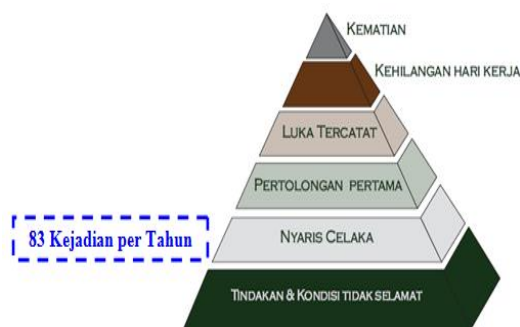 KEMATIAN
KEHILANGAN HARI KERJA
LUKA TERCATAT
PERTOLONGAN PERTAMA
83 Kejadian per Tahun
NYARIS CELAKA
TINDAKAN & KONDISI TIDAK SELAMAT